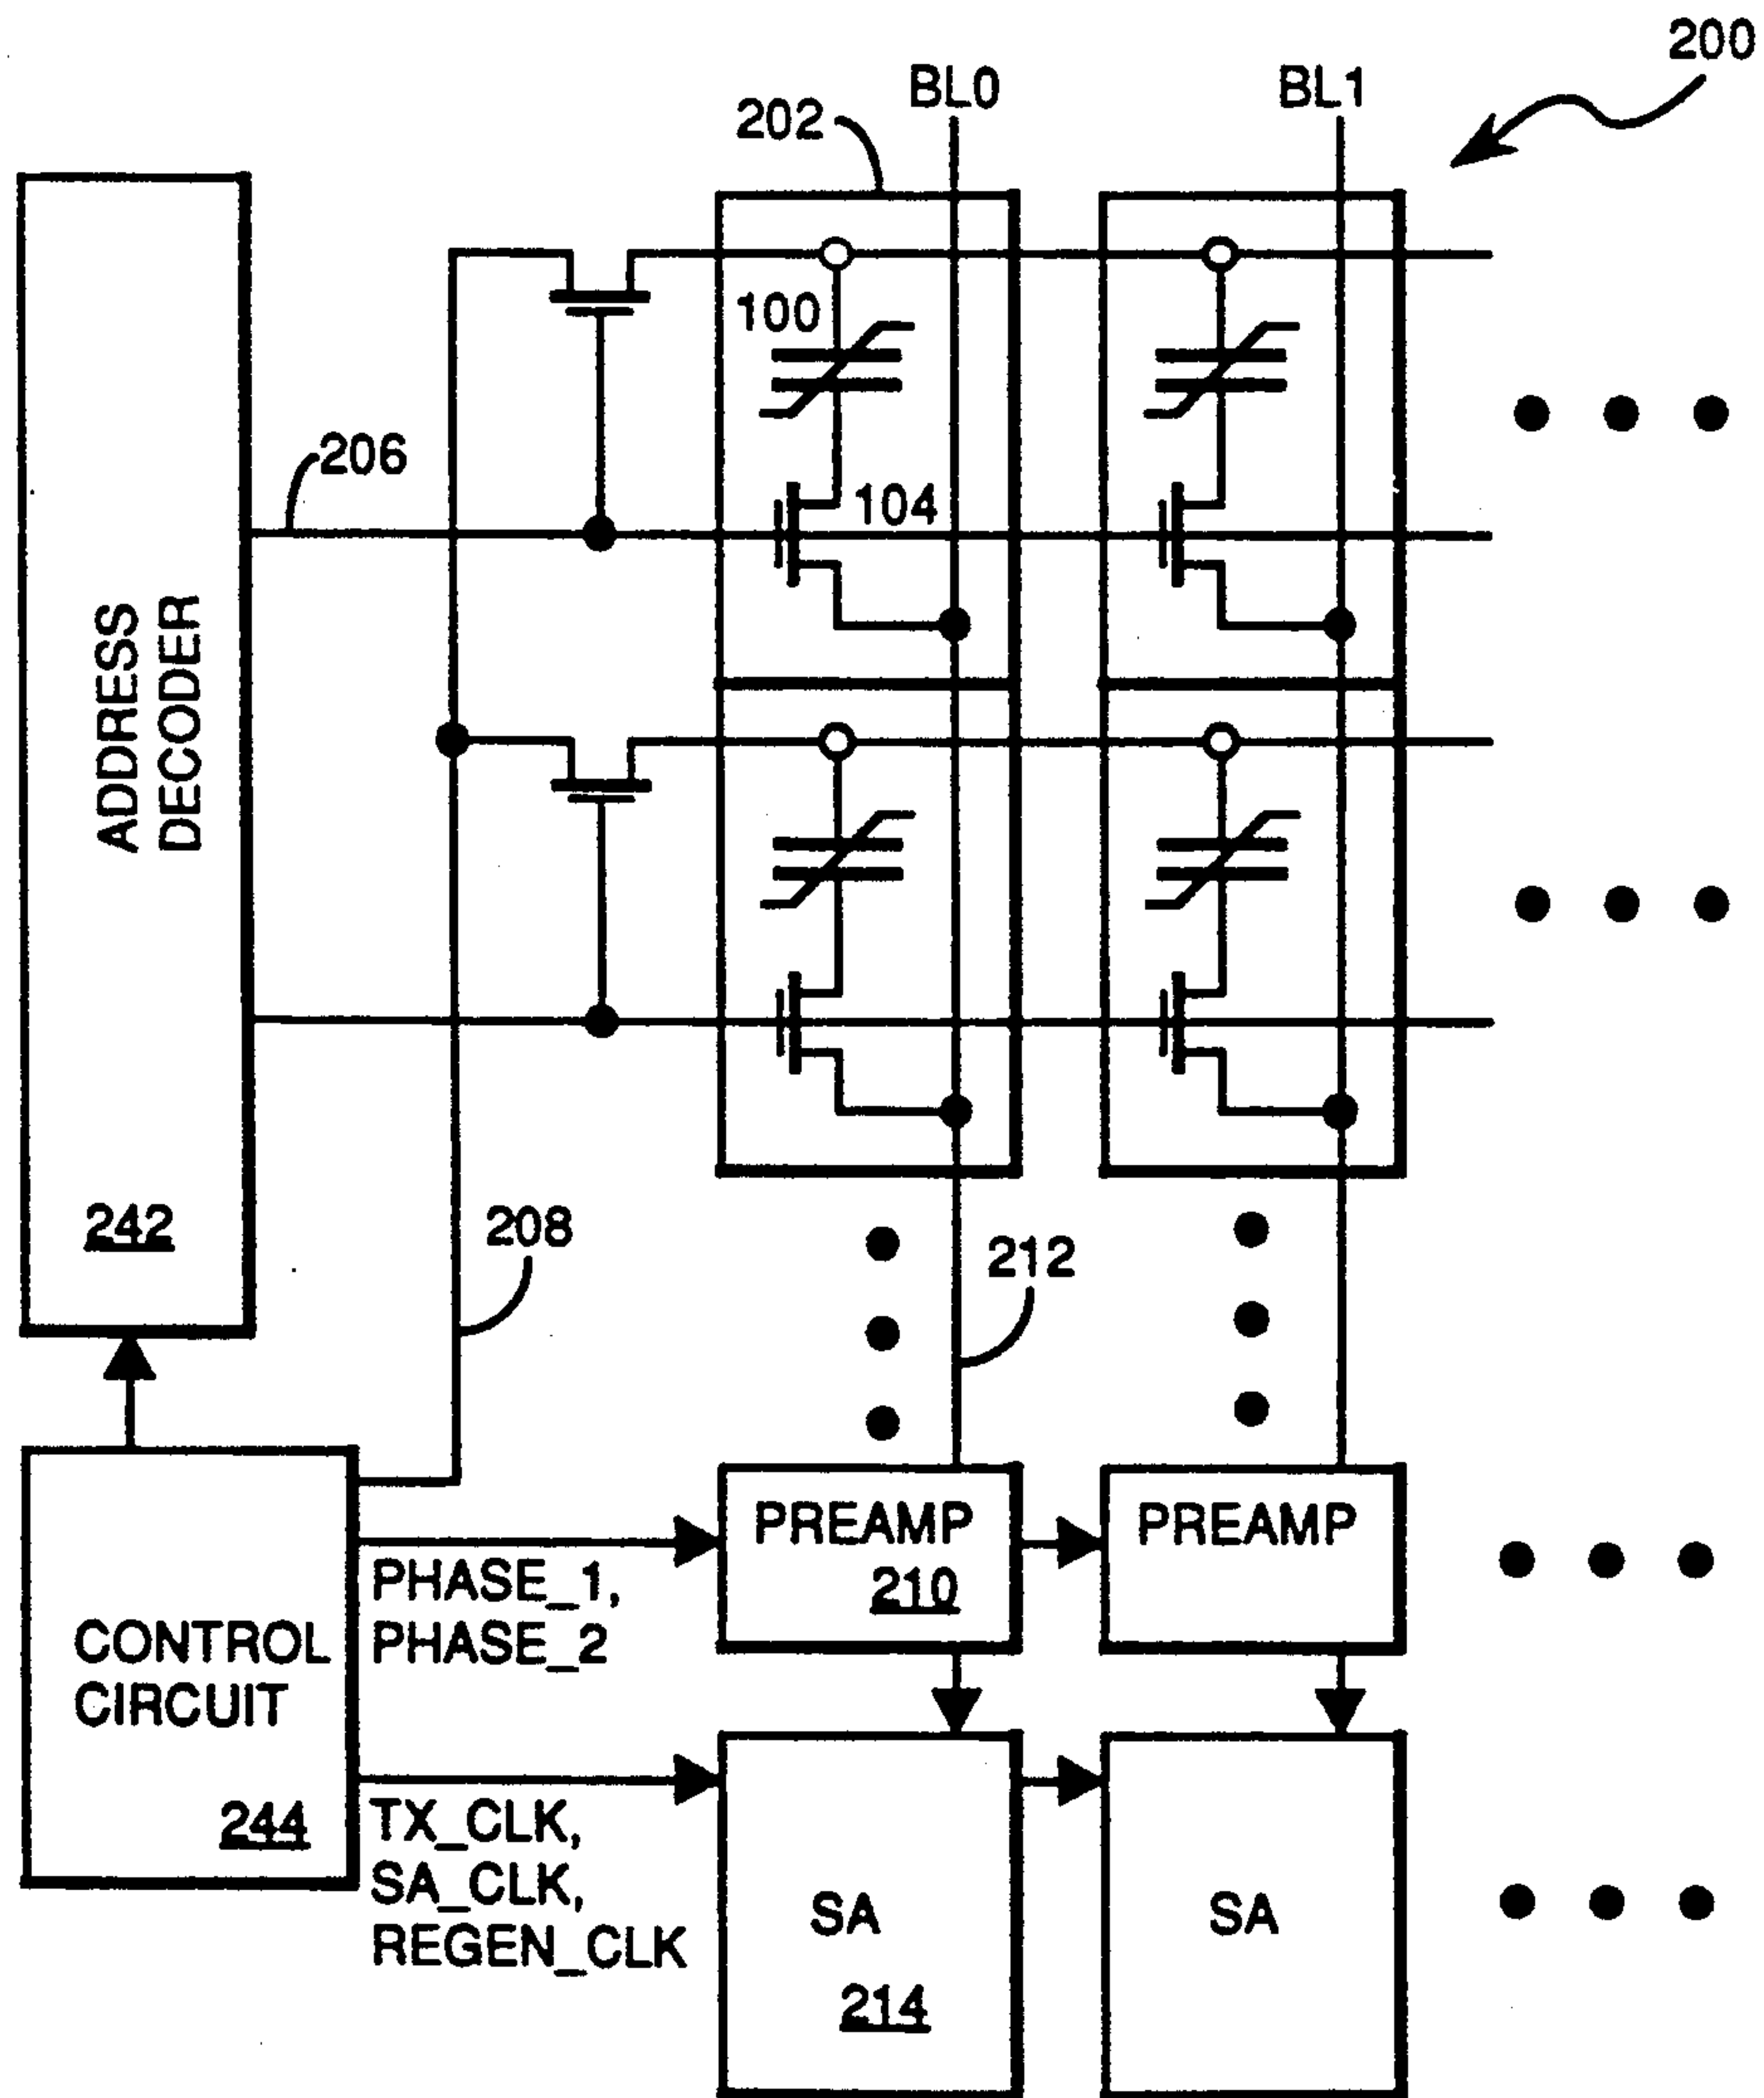 200
BL0
BL1
202
100
206
104
ADDRESS
DECODER
242
208
212
PREAMP
210
PREAMP
PHASE_1,
PHASE_2
CONTROL
CIRCUIT
244
TX_CLK,
SA_CLK,
REGEN_CLK
SA
214
SA